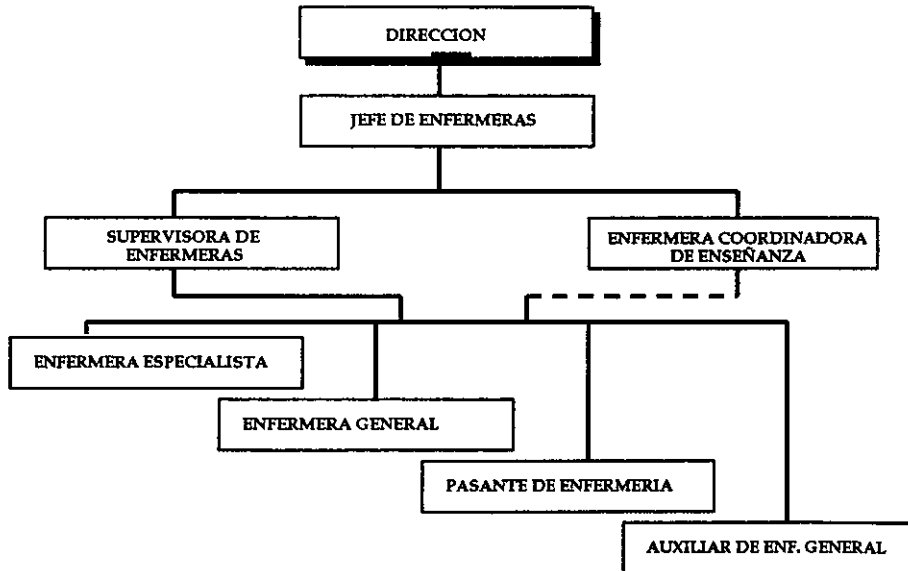 DIRECCION
JEFE DE ENFERMERAS
SUPERVISORA DE
ENFERMERAS
ENFERMERA COORDINADORA
DE ENSEÑANZA
ENFERMERA ESPECIALISTA
ENFERMERA GENERAL
PASANTE DE ENFERMERIA
AUXILIAR DE ENF. GENERAL